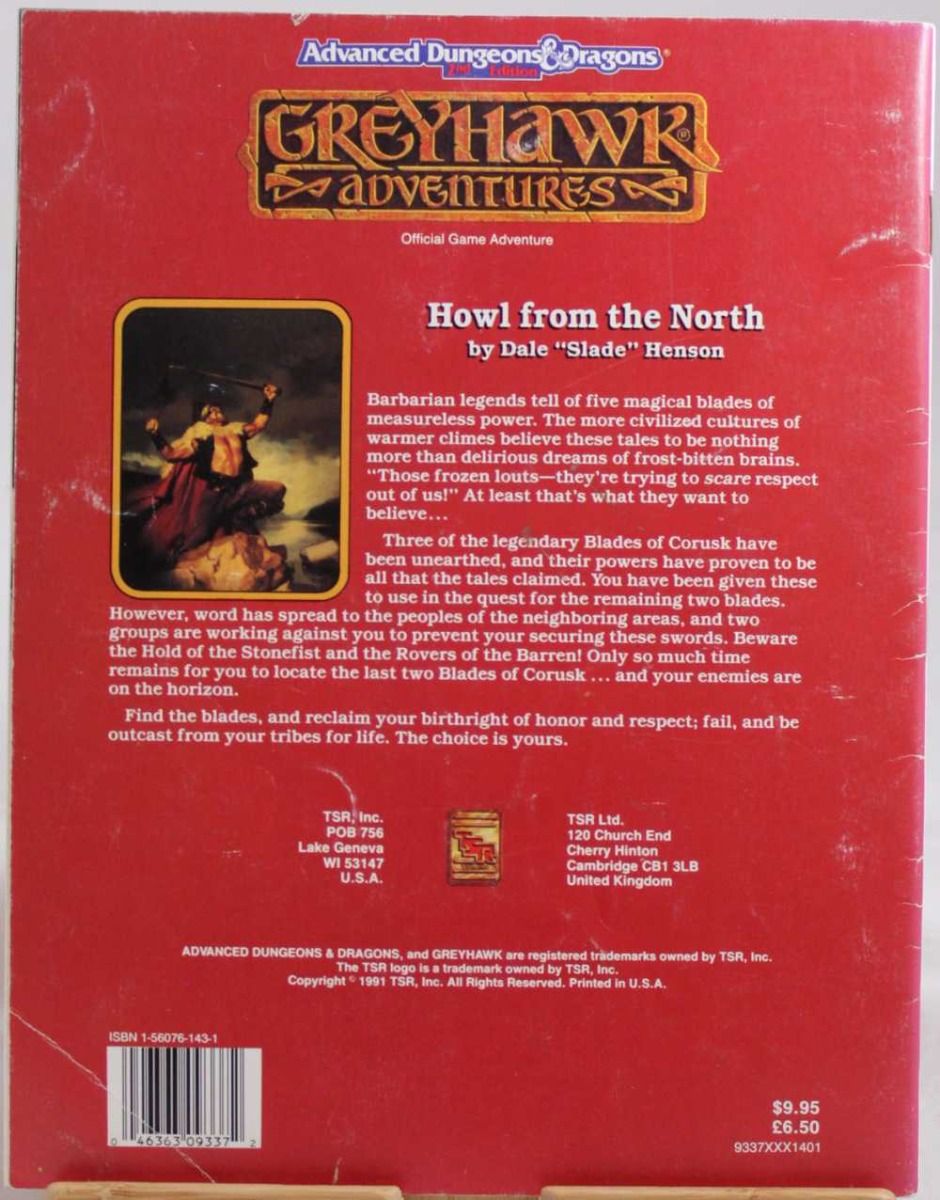 Advanced Dungeons & Dragons®
2nd Edition
GREYHAWK®
ADVENTURES
Official Game Adventure
Howl from the North
by Dale “Slade” Henson
Barbarian legends tell of five magical blades of
measureless power. The more civilized cultures of
warmer climes believe these tales to be nothing
more than delirious dreams of frost-bitten brains.
“Those frozen louts—they’re trying to scare respect
out of us!” At least that’s what they want to
believe...
Three of the legendary Blades of Corusk have
been unearthed, and their powers have proven to be
all that the tales claimed. You have been given these
to use in the quest for the remaining two blades.
However, word has spread to the peoples of the neighboring areas, and two
groups are working against you to prevent your securing these swords. Beware
the Hold of the Stonefist and the Rovers of the Barren! Only so much time
remains for you to locate the last two Blades of Corusk ... and your enemies are
on the horizon.
Find the blades, and reclaim your birthright of honor and respect; fail, and be
outcast from your tribes for life. The choice is yours.
TSR, Inc.
POB 756
Lake Geneva
WI 53147
U.S.A.
TSR
TSR Ltd.
120 Church End
Cherry Hinton
Cambridge CB1 3LB
United Kingdom
ADVANCED DUNGEONS & DRAGONS, and GREYHAWK are registered trademarks owned by TSR, Inc.
The TSR logo is a trademark owned by TSR, Inc.
Copyright © 1991 TSR, Inc. All Rights Reserved. Printed in U.S.A.
ISBN 1-56076-143-1
0 46363 09337 2
$9.95
£6.50
9337XXX1401